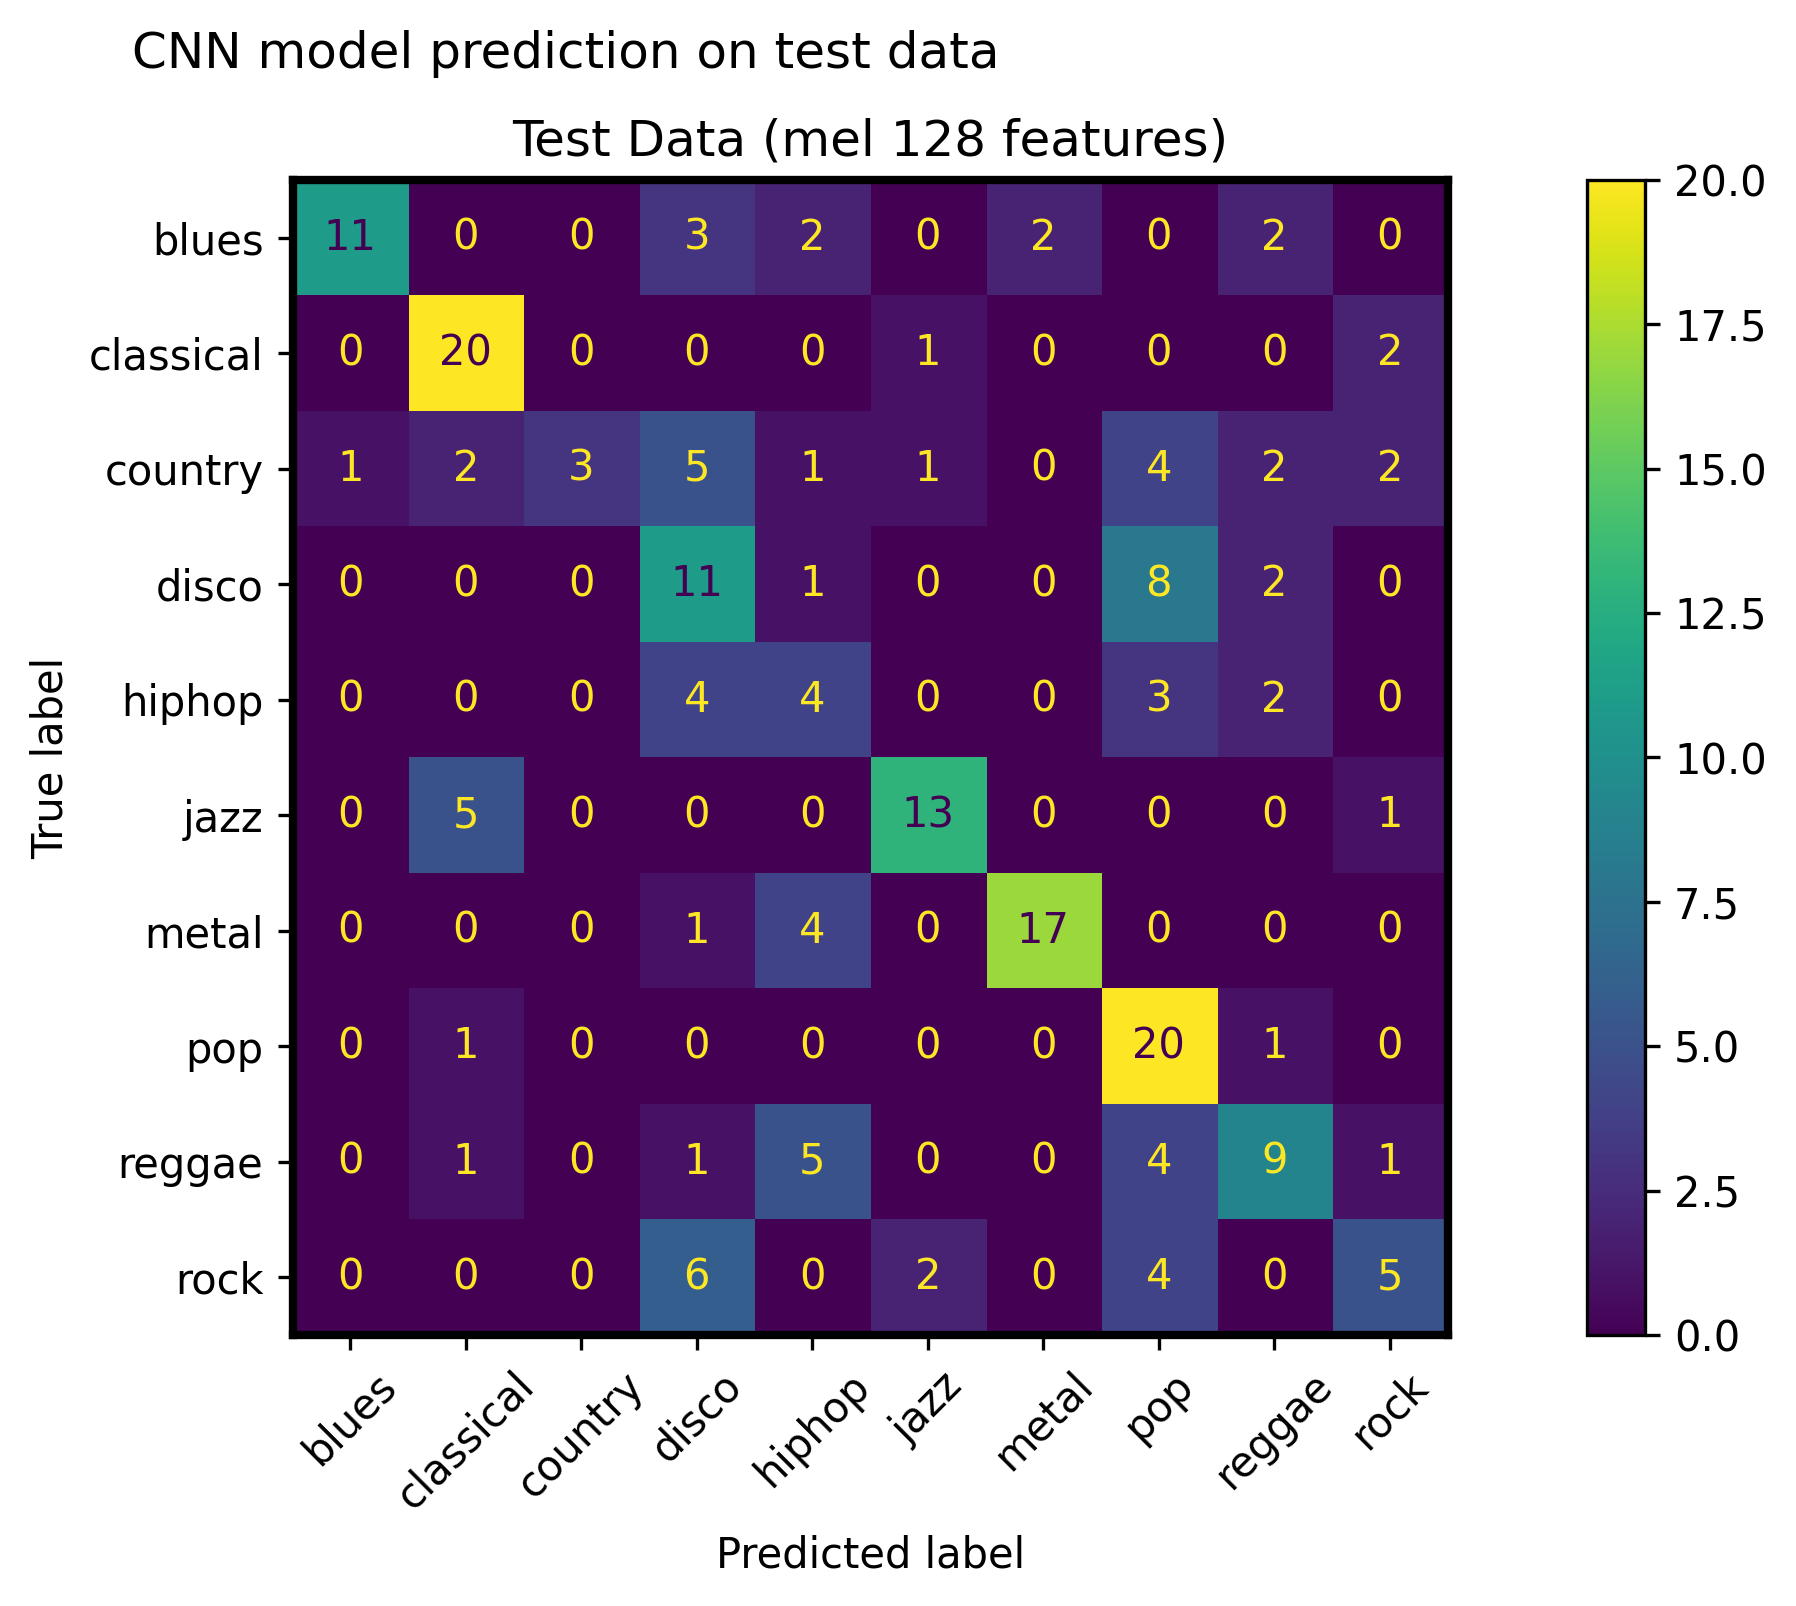 CNN model prediction on test data
Test Data (mel 128 features)
blues 11 0 0 3 2 0 2 0 2 0
classical 0 20 0 0 0 1 0 0 0 2
country 1 2 3 5 1 1 0 4 2 2
disco 0 0 0 11 1 0 0 8 2 0
hiphop 0 0 0 4 4 0 0 3 2 0
jazz 0 5 0 0 0 13 0 0 0 1
metal 0 0 0 1 4 0 17 0 0 0
pop 0 1 0 0 0 0 0 20 1 0
reggae 0 1 0 1 5 0 0 4 9 1
rock 0 0 0 6 0 2 0 4 0 5
True label
blues classical country disco hiphop jazz metal pop reggae rock
Predicted label
20.0
17.5
15.0
12.5
10.0
7.5
5.0
2.5
0.0